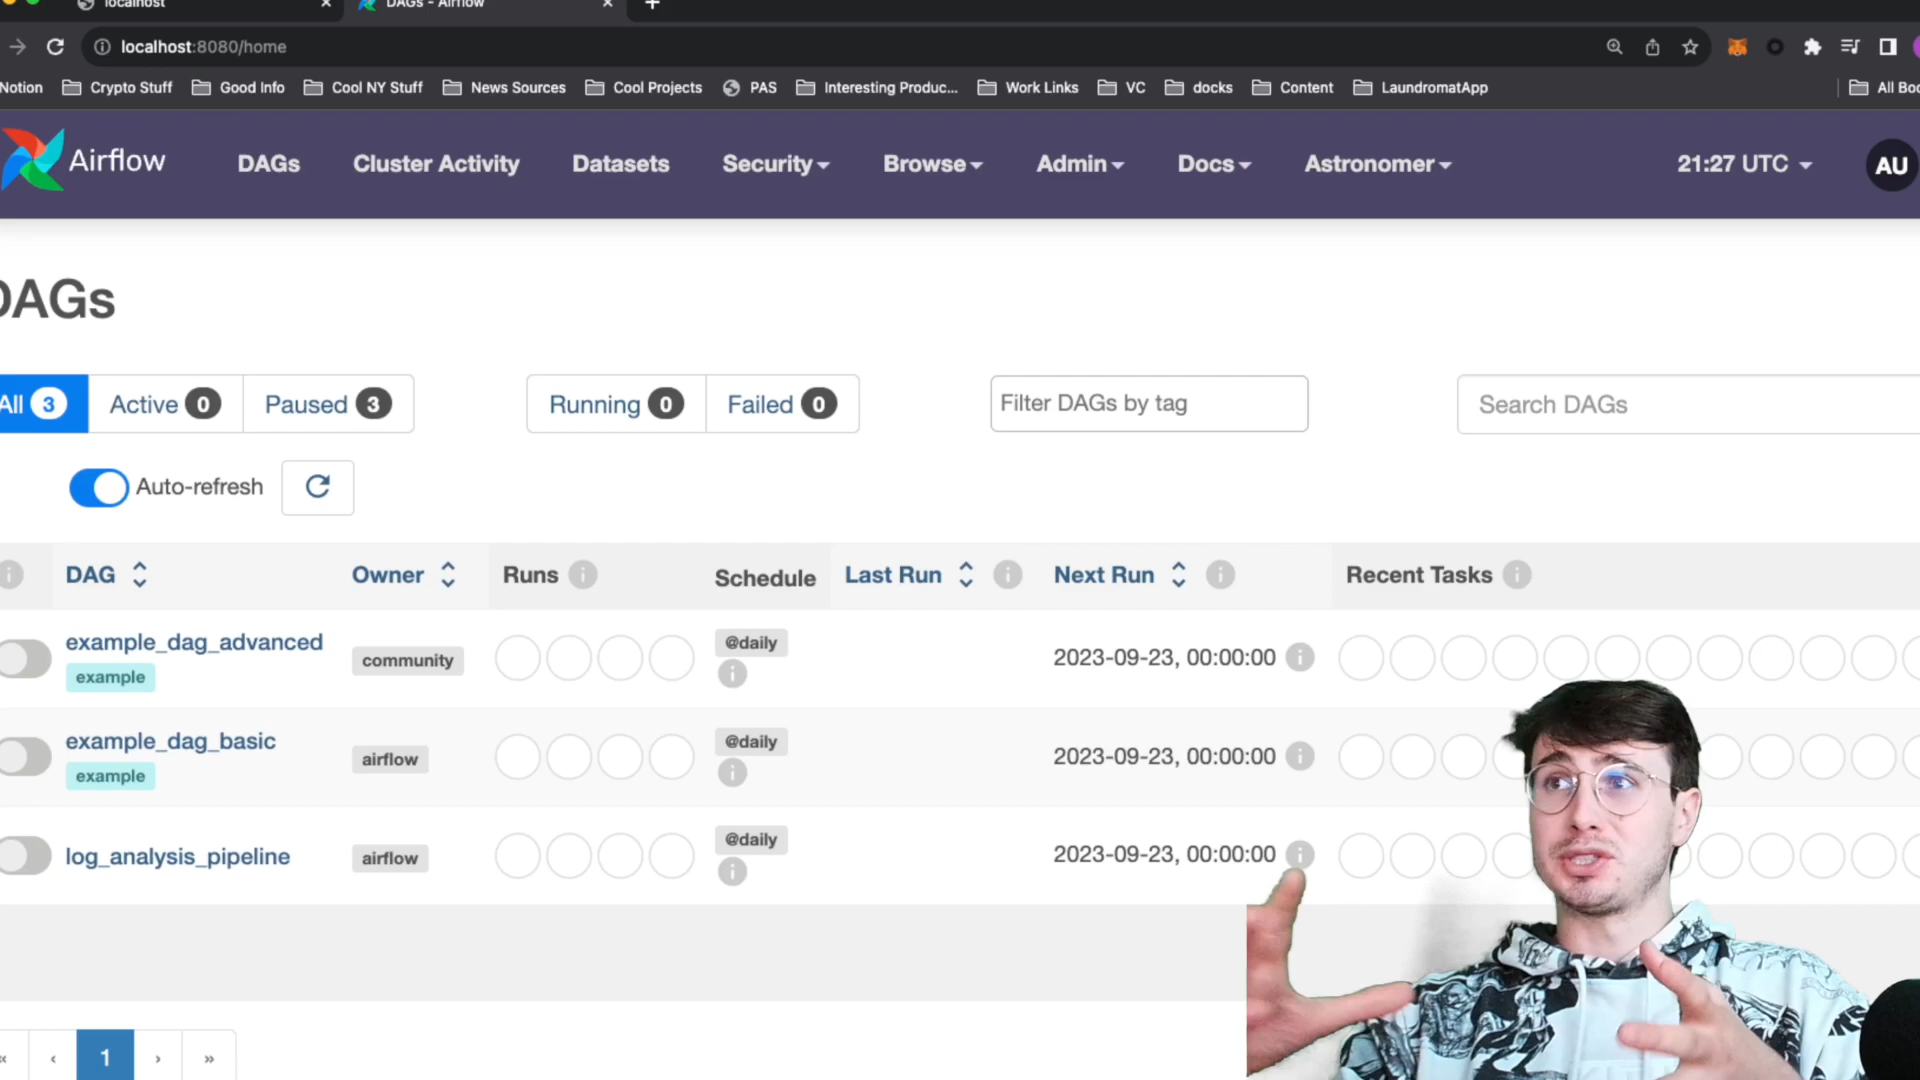 localhost
DAGs - Airflow
localhost:8080/home
Notion Crypto Stuff Good Info Cool NY Stuff News Sources Cool Projects PAS Interesting Produc... Work Links VC docks Content LaundromatApp All Boo
Airflow DAGs Cluster Activity Datasets Security Browse Admin Docs Astronomer 21:27 UTC AU
DAGs
All 3 Active 0 Paused 3 Running 0 Failed 0 Filter DAGs by tag Search DAGs
Auto-refresh
DAG Owner Runs Schedule Last Run Next Run Recent Tasks
example_dag_advanced community @daily 2023-09-23, 00:00:00
example
example_dag_basic airflow @daily 2023-09-23, 00:00:00
example
log_analysis_pipeline airflow @daily 2023-09-23, 00:00:00
« ‹ 1 › »